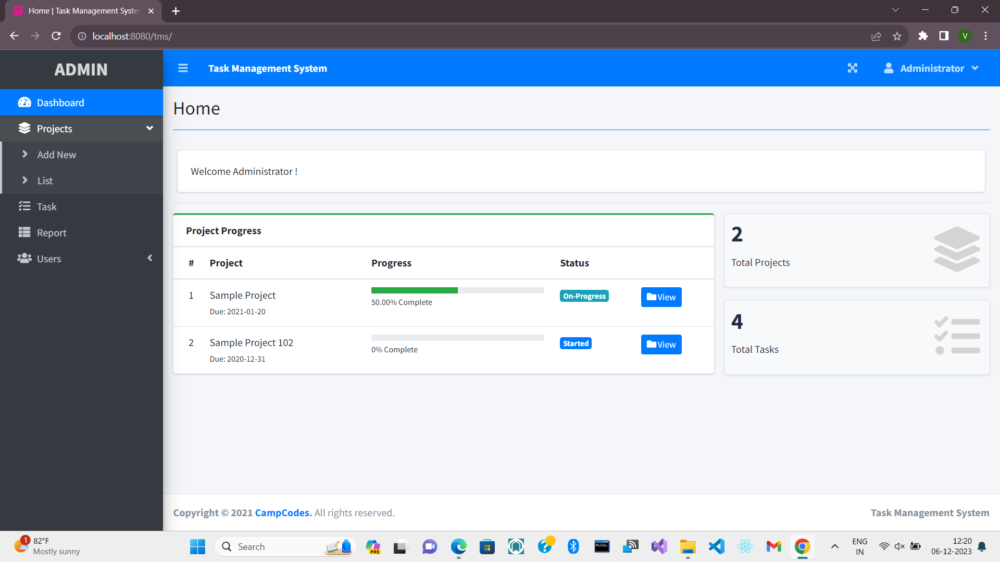 Home | Task Management Syste
localhost:8080/tms/
V
ADMIN
Task Management System
Administrator
Dashboard
Projects
Add New
List
Task
Report
Users
Home
Welcome Administrator !
Project Progress
# Project Progress Status
1 Sample Project 50.00% Complete On-Progress View
Due: 2021-01-20
2 Sample Project 102 0% Complete Started View
Due: 2020-12-31
2
Total Projects
4
Total Tasks
Copyright © 2021 CampCodes. All rights reserved.
Task Management System
1
82°F
Mostly sunny
Search
PRE
MySQL
ENG
IN
12:20
06-12-2023